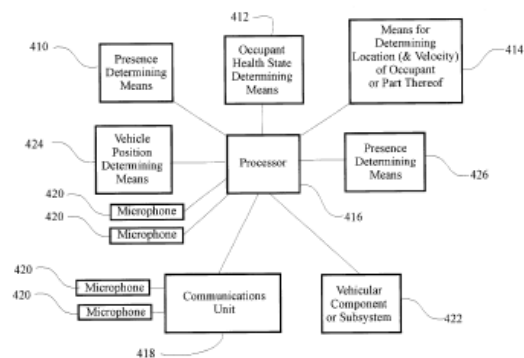 412
410
Presence
Determining
Means
Occupant
Health State
Determining
Means
Means for
Determining
Location (& Velocity)
of Occupant
or Part Thereof
414
424
Vehicle
Position
Determining
Means
Processor
Presence
Determining
Means
426
420
Microphone
416
420
Microphone
420
Microphone
420
Microphone
Communications
Unit
418
Vehicular
Component
or Subsystem
422